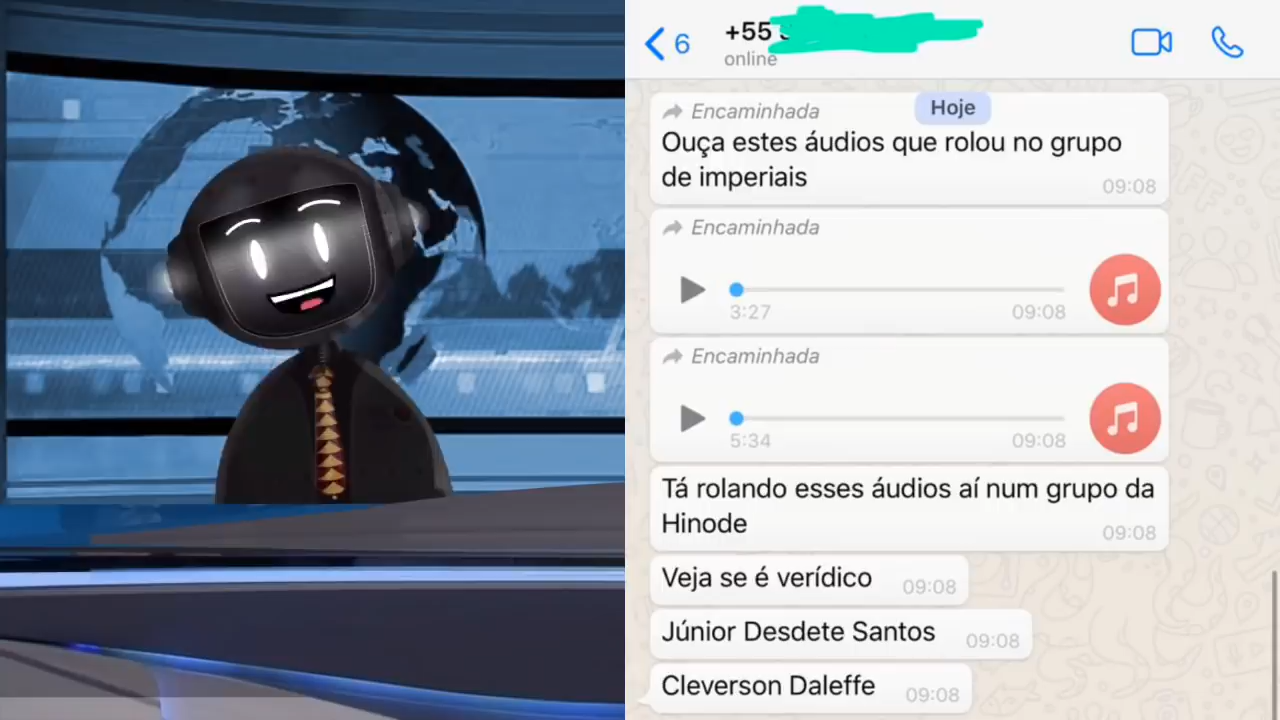 6
+55
online
Hoje
Encaminhada
Ouça estes áudios que rolou no grupo
de imperiais
09:08
Encaminhada
3:27
09:08
Encaminhada
5:34
09:08
Tá rolando esses áudios aí num grupo da
Hinode
09:08
Veja se é verídico
09:08
Júnior Desdete Santos
09:08
Cleverson Daleffe
09:08